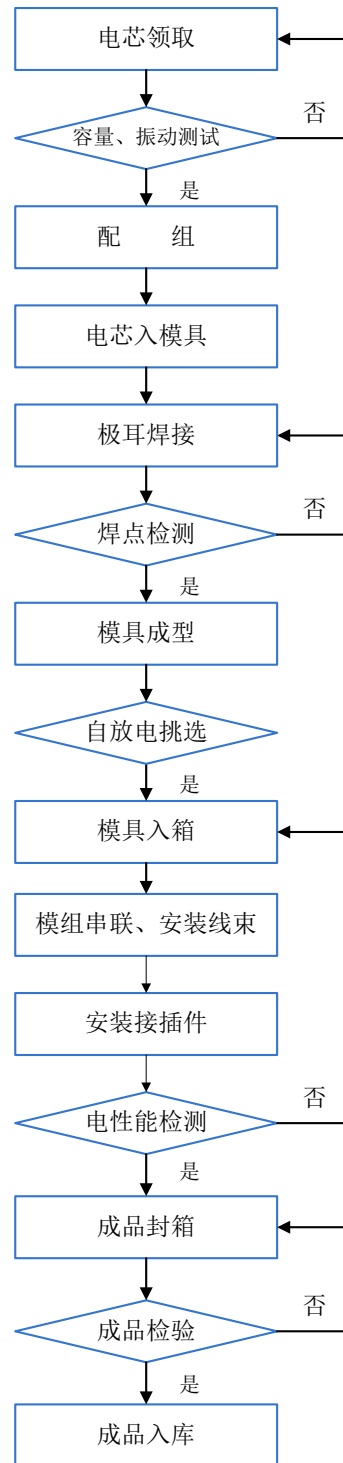 电芯领取
容量、振动测试
否
是
配 组
电芯入模具
极耳焊接
焊点检测
否
是
模具成型
自放电挑选
是
模具入箱
模组串联、安装线束
安装接插件
电性能检测
否
是
成品封箱
成品检验
否
是
成品入库